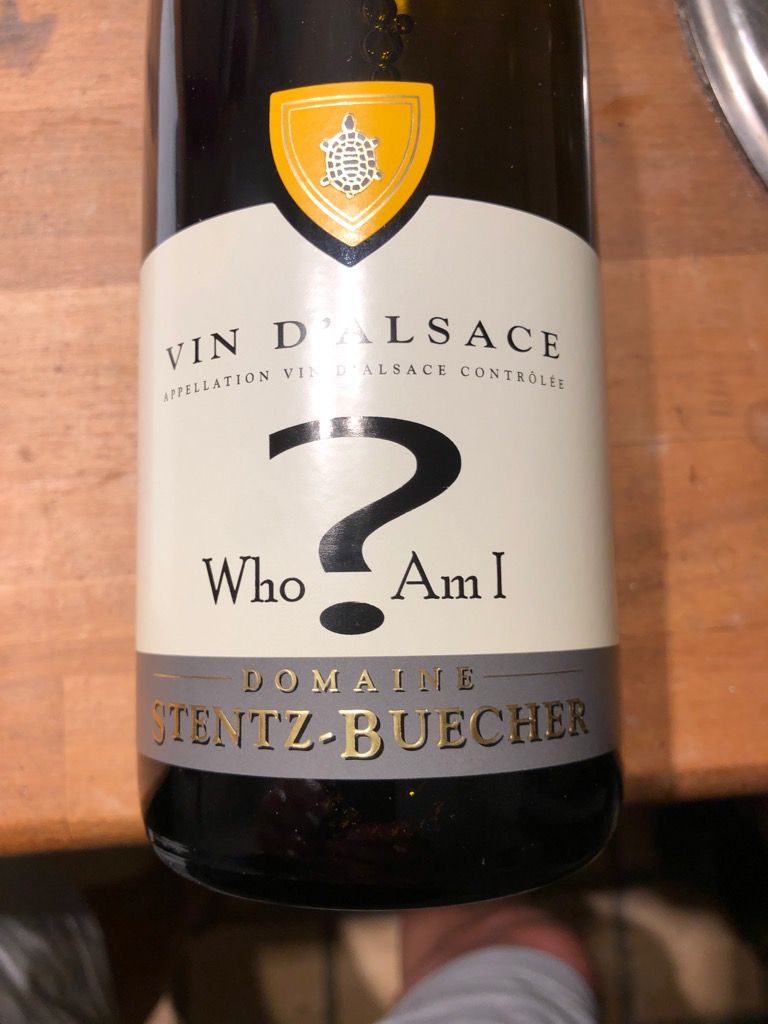 VIN D'ALSACE
APPELLATION VIN D'ALSACE CONTRÔLÉE
Who ? Am I
DOMAINE
STENTZ-BUECHER